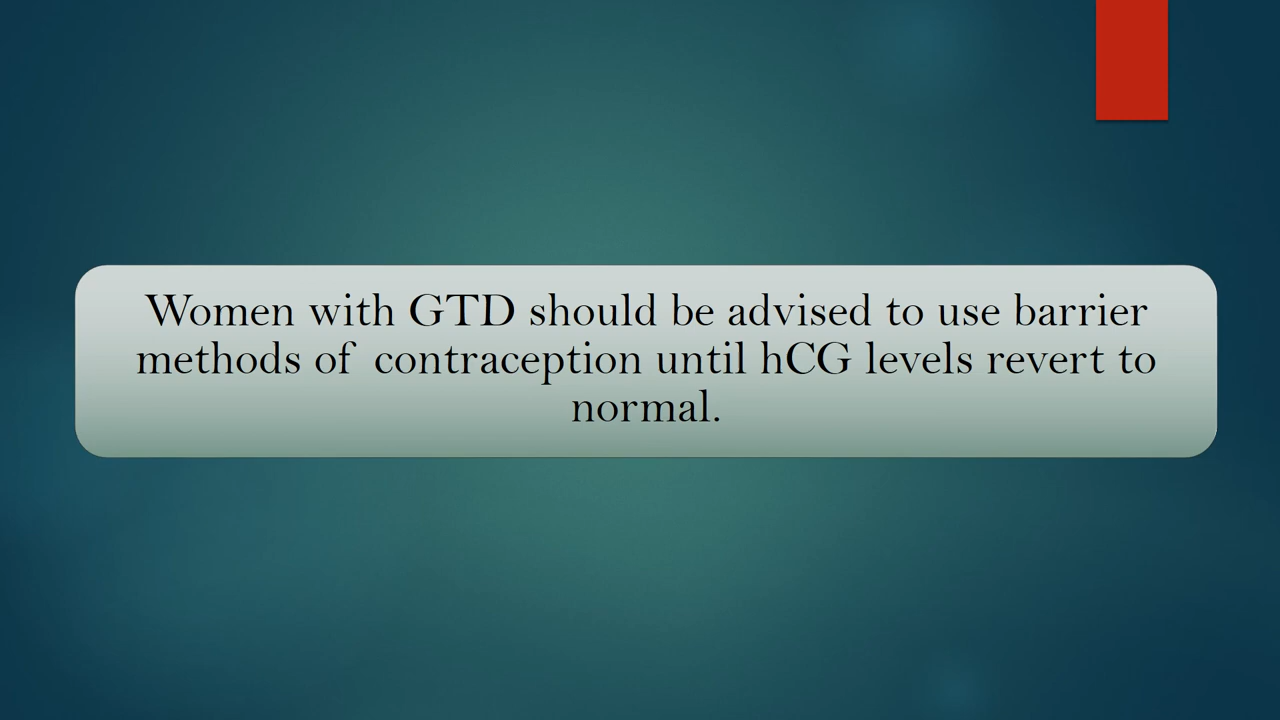 Women with GTD should be advised to use barrier
methods of contraception until hCG levels revert to
normal.